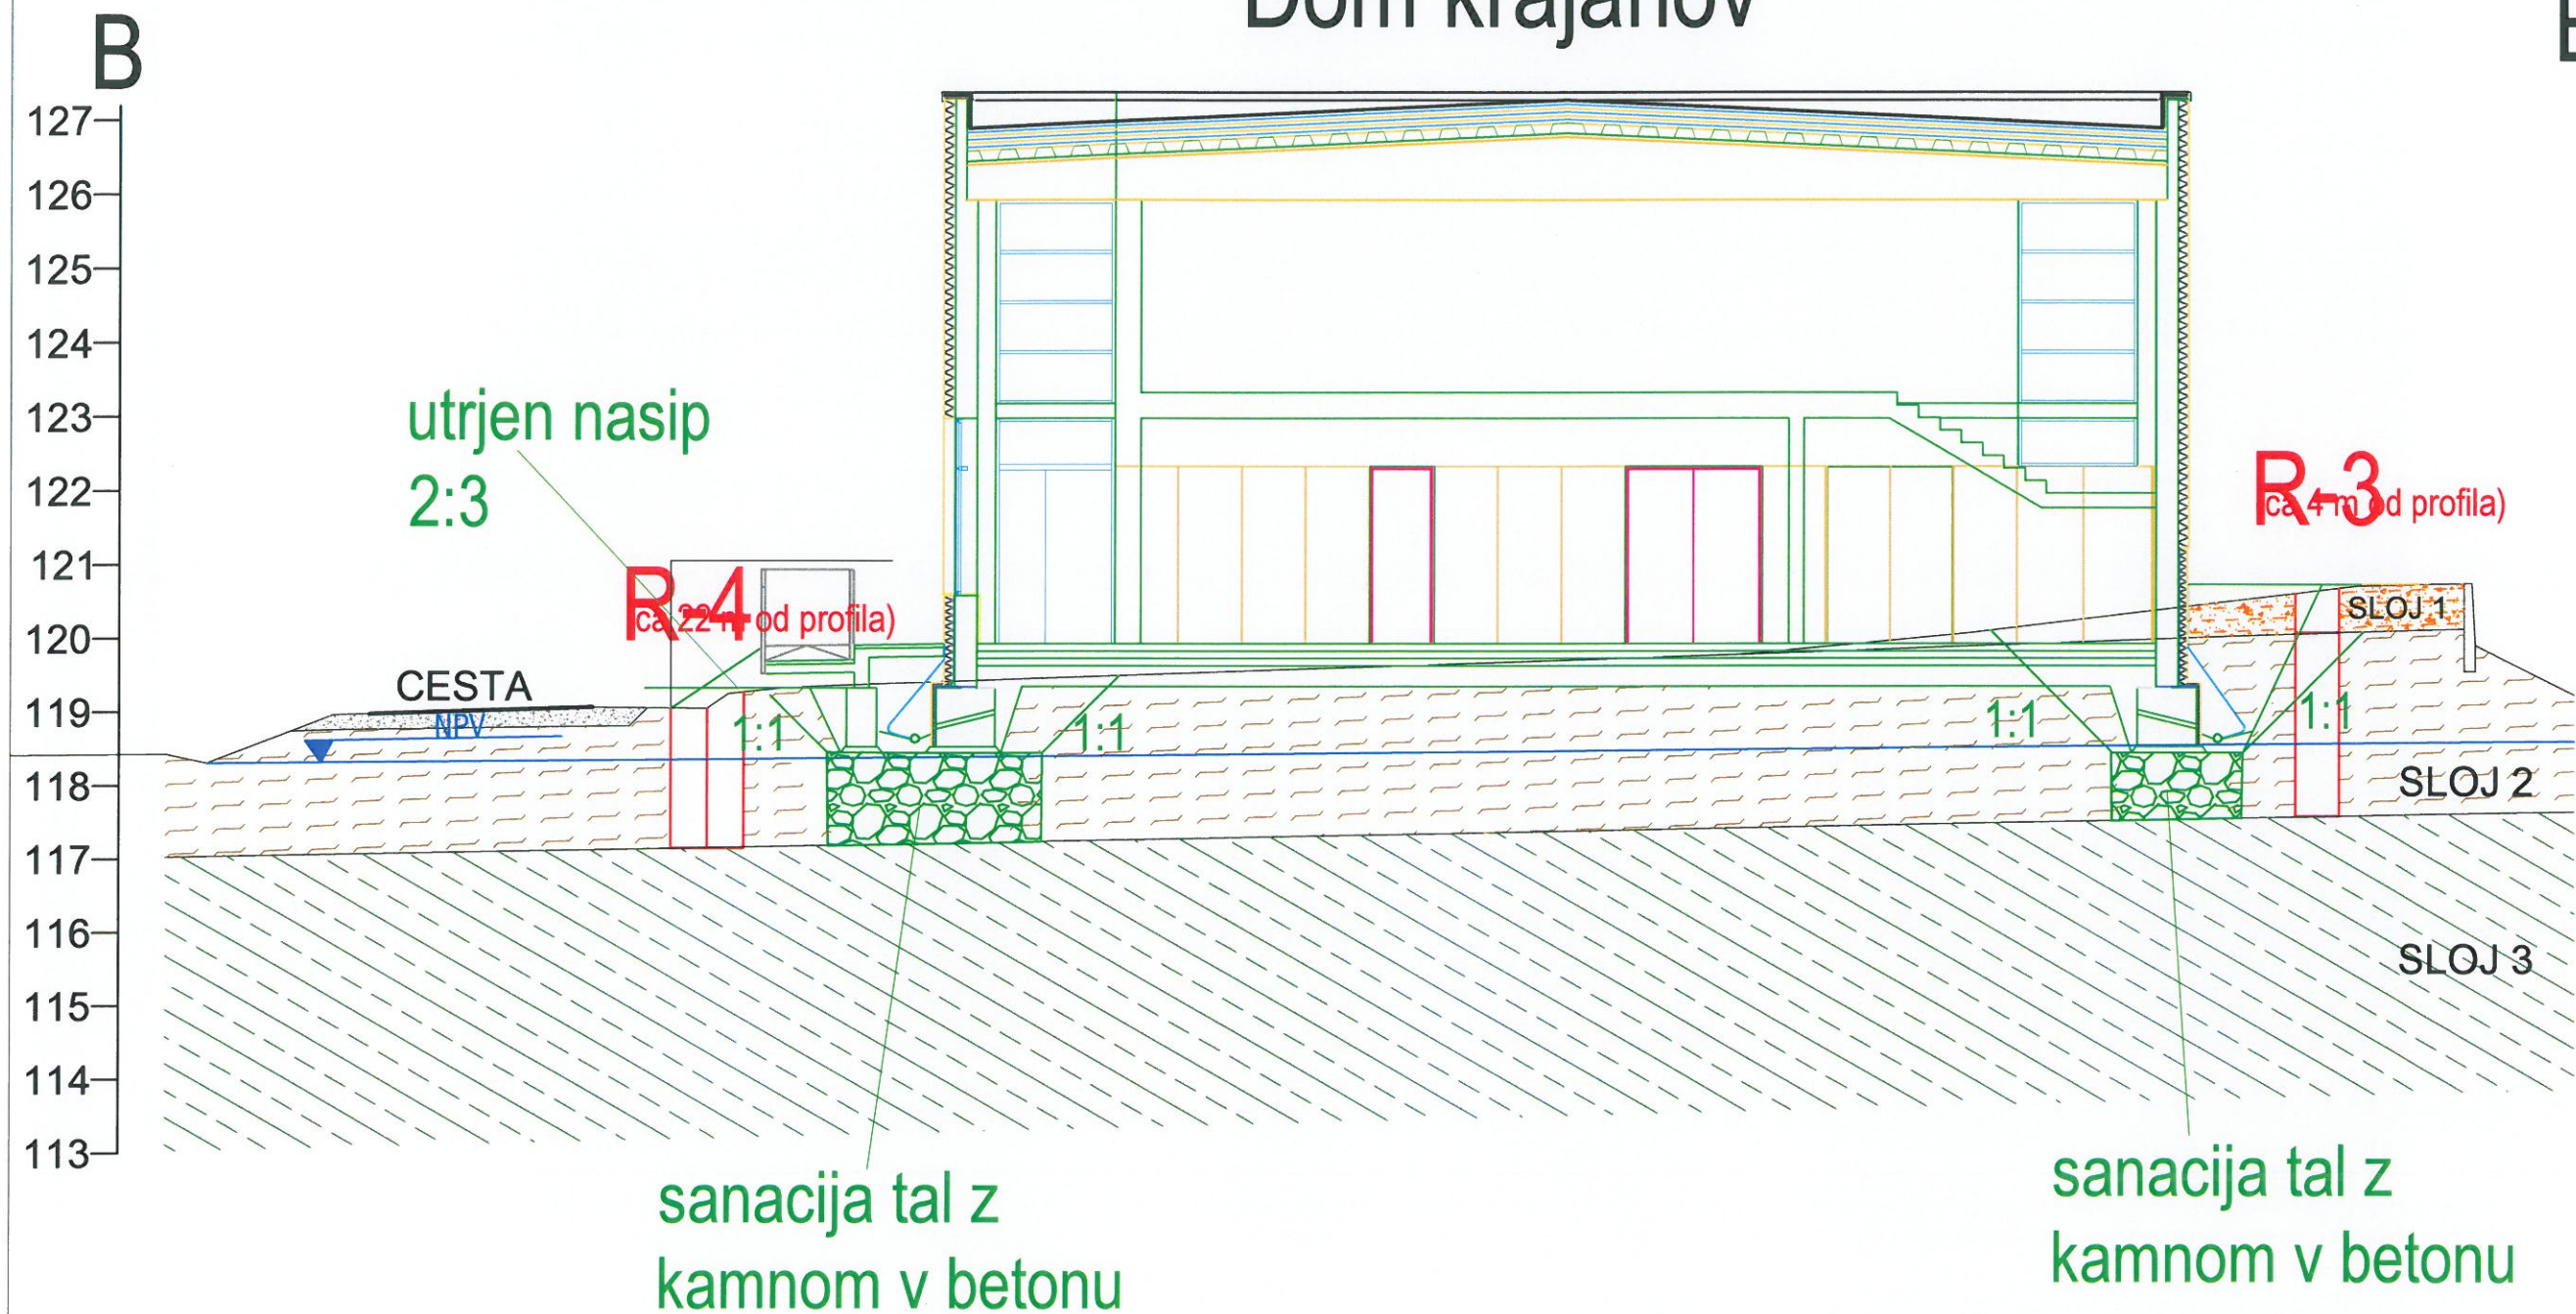 Dom krajanov
B
127
126
125
124
123
122
121
120
119
118
117
116
115
114
113
utrjen nasip
2:3
R-4
ca 22 m od profila)
R-3
(ca 4 m od profila)
CESTA
NPV
1:1
1:1
1:1
1:1
SLOJ 1
SLOJ 2
SLOJ 3
sanacija tal z
kamnom v betonu
sanacija tal z
kamnom v betonu